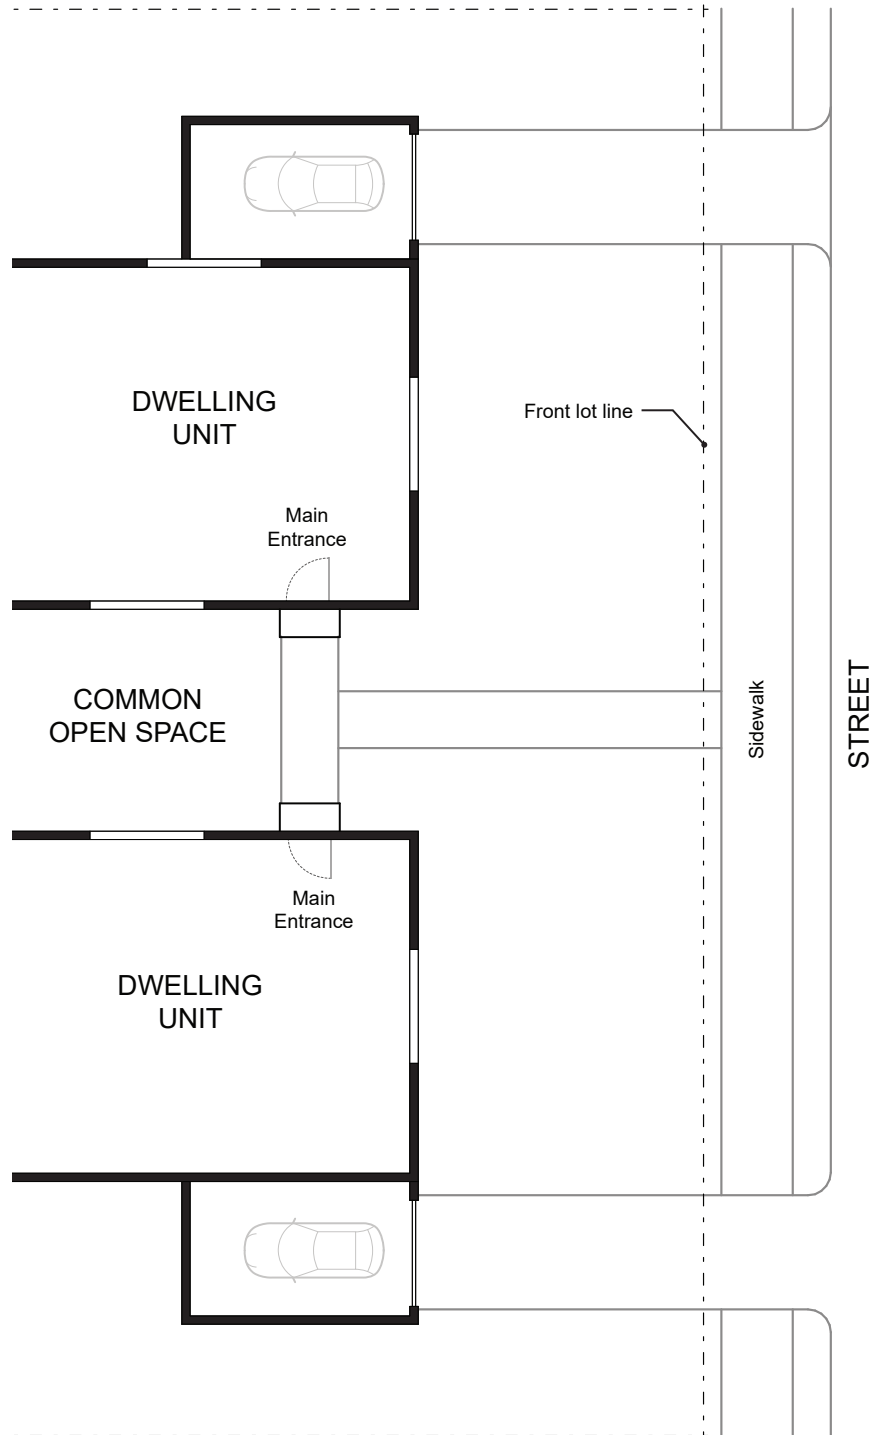 DWELLING
UNIT
Front lot line
Main
Entrance
COMMON
OPEN SPACE
Sidewalk
STREET
Main
Entrance
DWELLING
UNIT